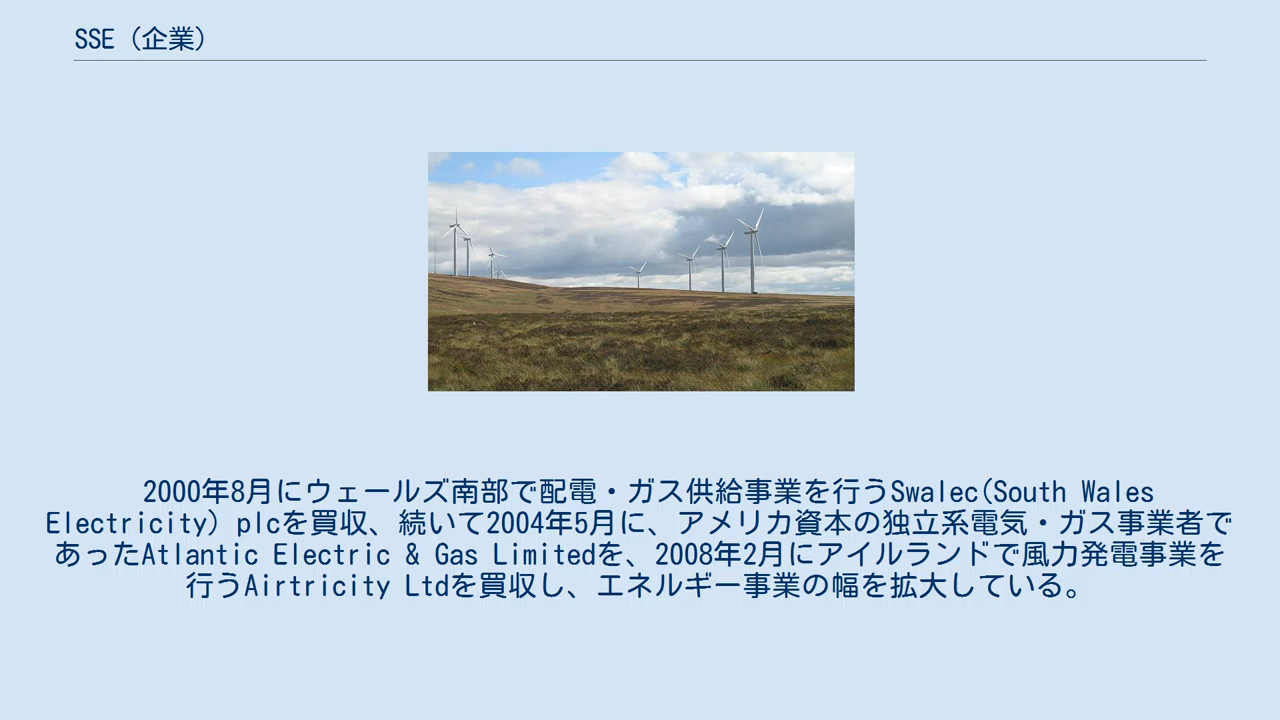 SSE（企業）
2000年8月にウェールズ南部で配電・ガス供給事業を行うSwalec(South Wales
Electricity) plcを買収、続いて2004年5月に、アメリカ資本の独立系電気・ガス事業者で
あったAtlantic Electric & Gas Limitedを、2008年2月にアイルランドで風力発電事業を
行うAirtricity Ltdを買収し、エネルギー事業の幅を拡大している。